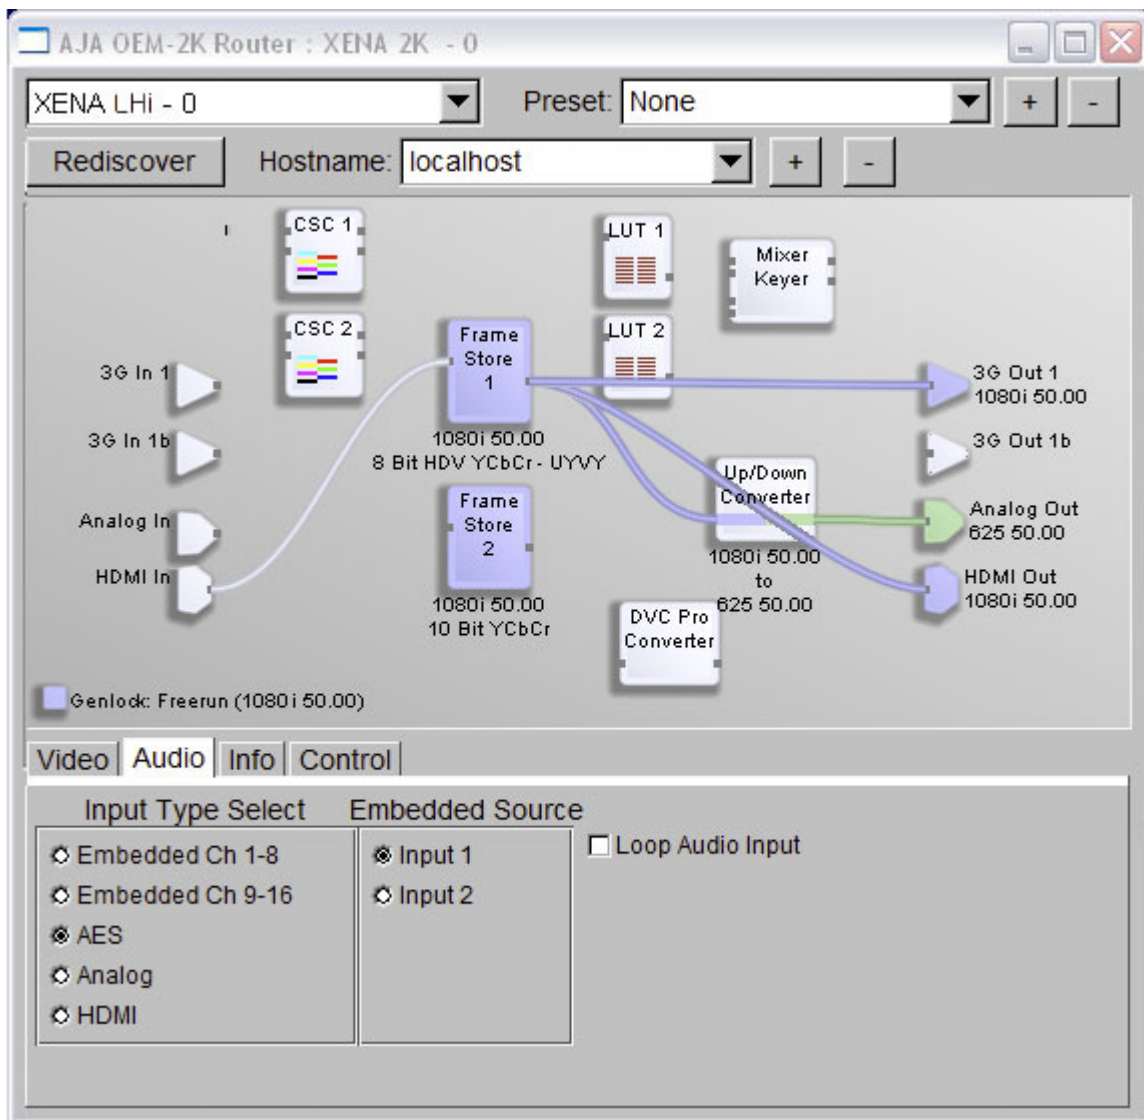 AJA OEM-2K Router : XENA 2K - 0
XENA LHi - 0
Preset: None
+
-
Rediscover
Hostname: localhost
+
-
CSC 1
LUT 1
Mixer
Keyer
CSC 2
LUT 2
Frame
Store
1
1080i 50.00
8 Bit HDV YCbCr - UYVY
3G In 1
3G In 1b
Analog In
HDMI In
Frame
Store
2
1080i 50.00
10 Bit YCbCr
Up/Down
Converter
1080i 50.00
to
625 50.00
DVC Pro
Converter
3G Out 1
1080i 50.00
3G Out 1b
Analog Out
625 50.00
HDMI Out
1080i 50.00
Genlock: Freerun (1080i 50.00)
Video
Audio
Info
Control
Input Type Select
Embedded Ch 1-8
Embedded Ch 9-16
AES
Analog
HDMI
Embedded Source
Input 1
Input 2
Loop Audio Input